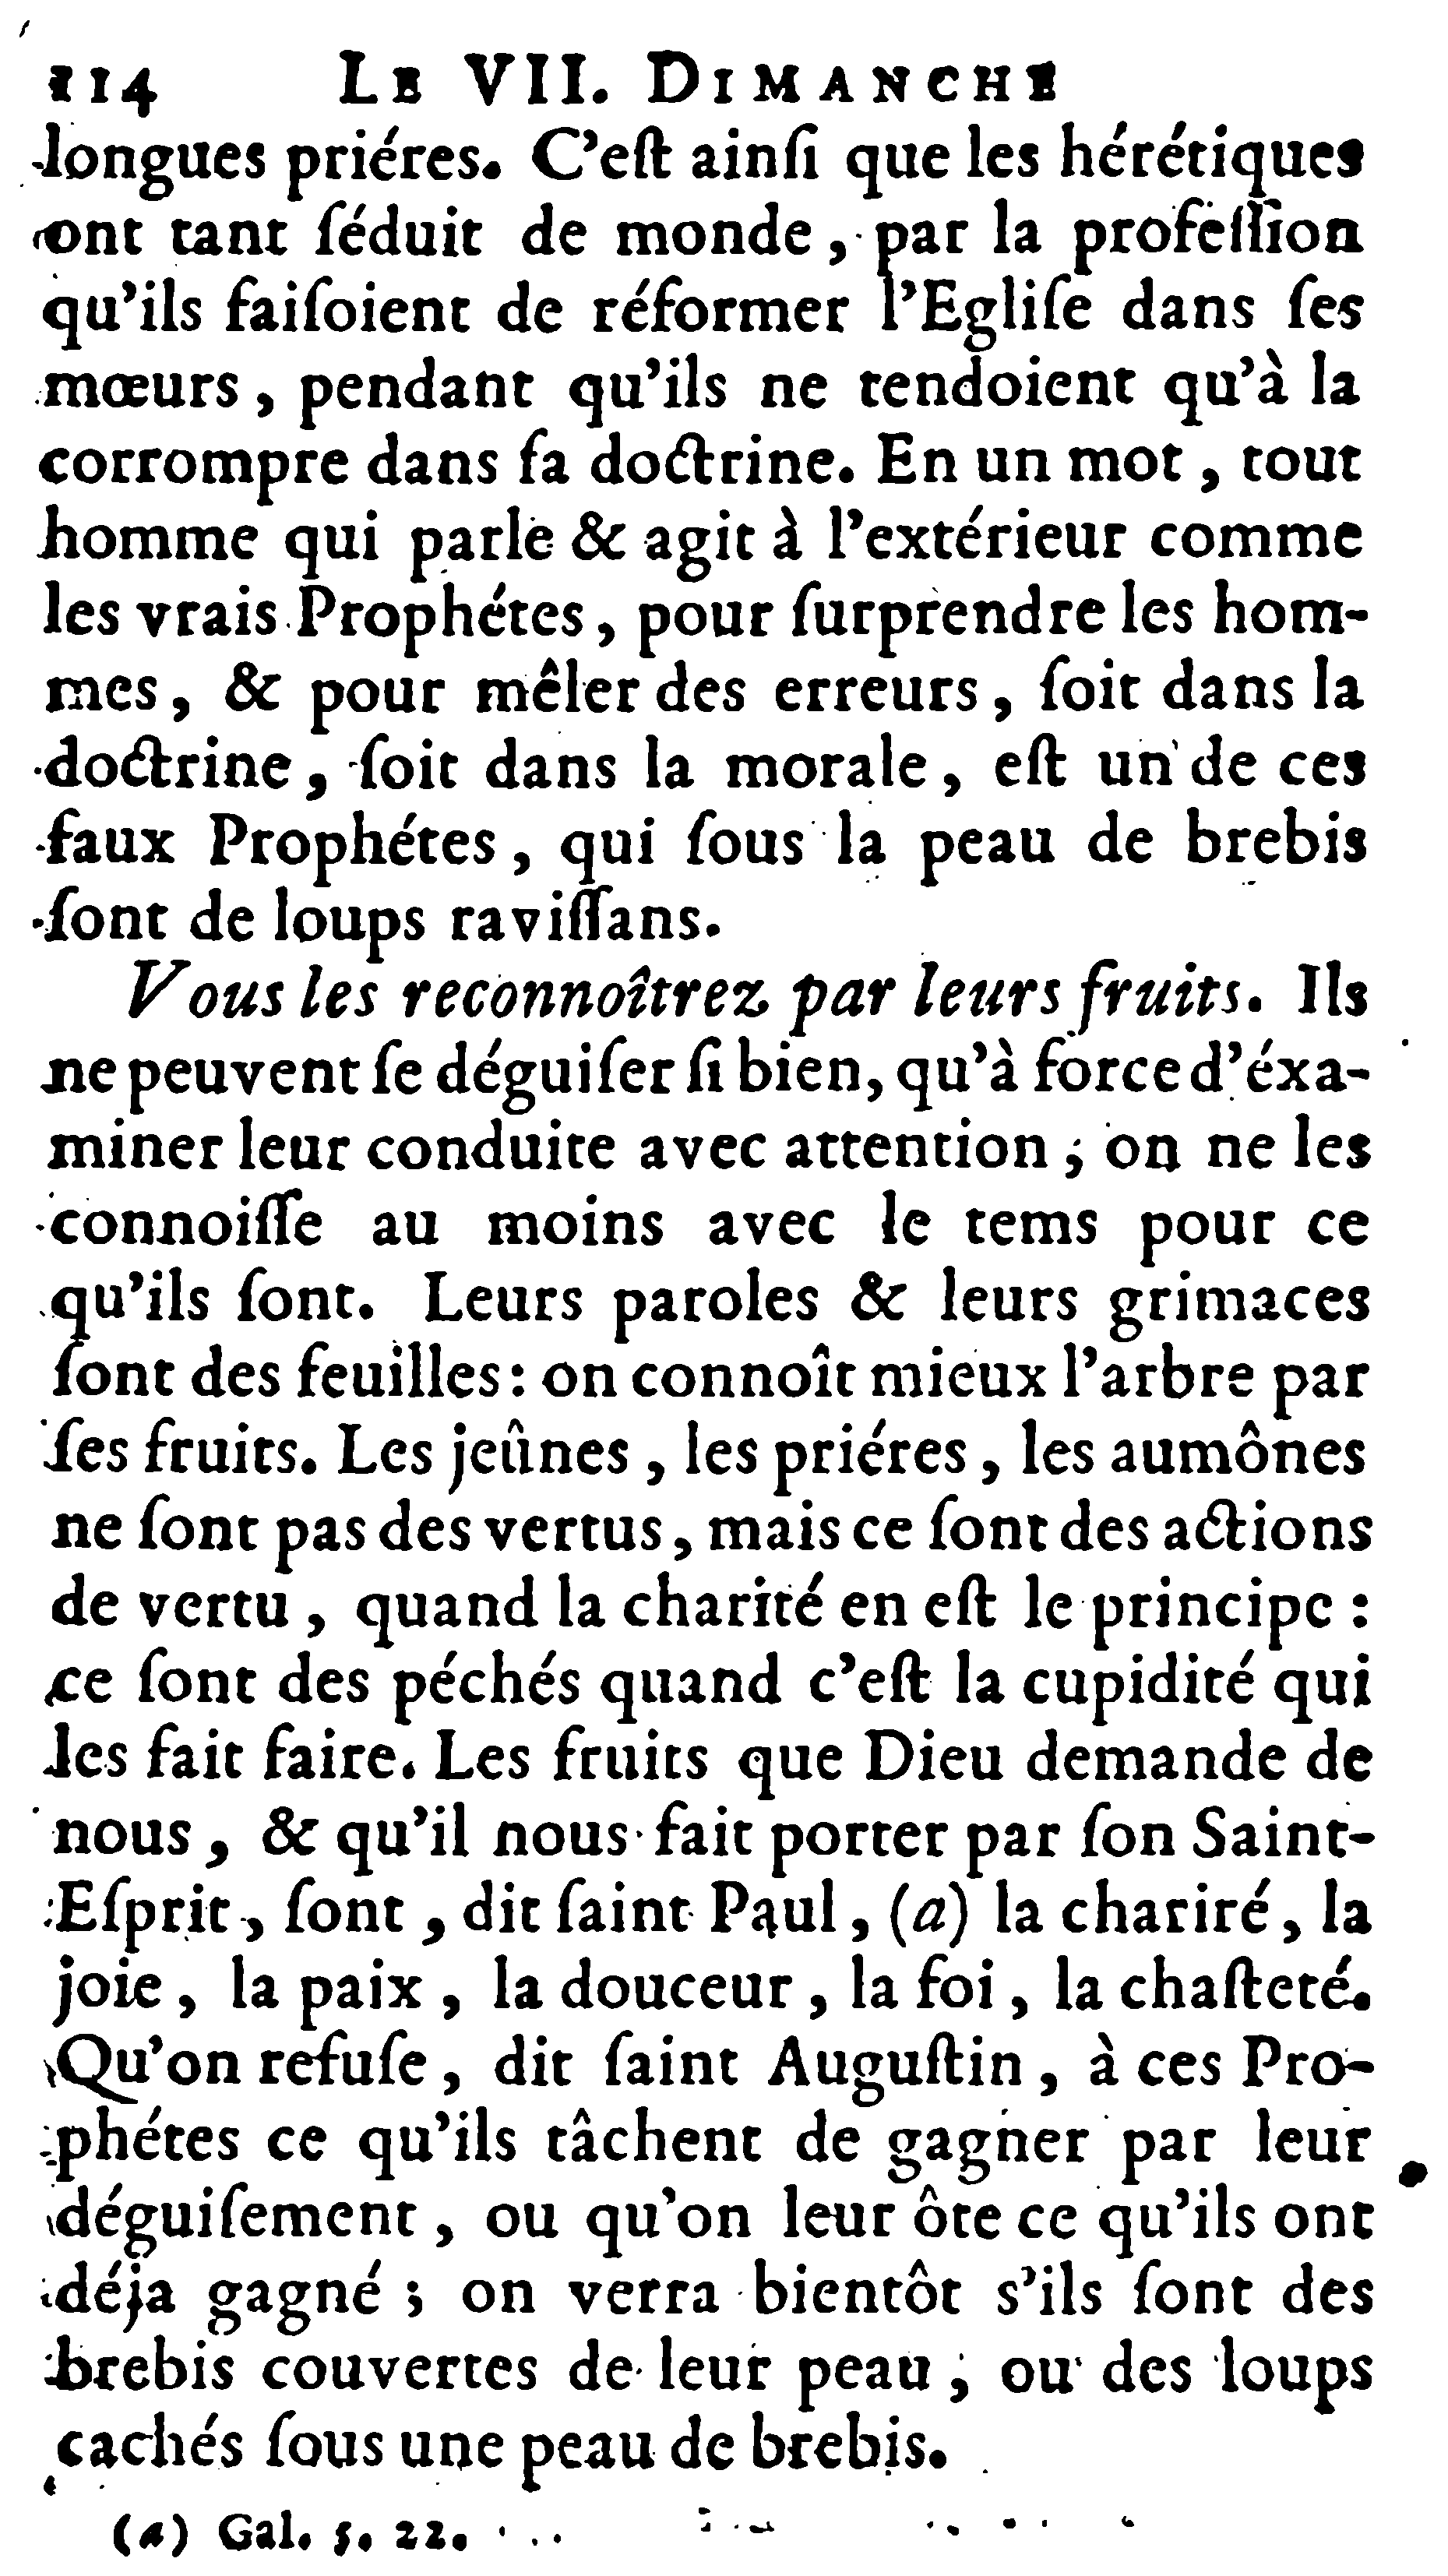 114 LE VII. DIMANCHE
longues priéres. C'eſt ainſi que les hérétiques
ont tant ſéduit de monde, par la profeſſion
qu'ils faiſoient de réformer l'Egliſe dans ſes
mœurs, pendant qu'ils ne tendoient qu'à la
corrompre dans ſa doctrine. En un mot, tout
homme qui parle & agit à l'extérieur comme
les vrais Prophétes, pour ſurprendre les hom-
mes, & pour mêler des erreurs, ſoit dans la
doctrine, ſoit dans la morale, eſt un de ces
faux Prophétes, qui ſous la peau de brebis
ſont de loups raviſſans.
Vous les reconnoîtrez par leurs fruits. Ils
ne peuvent ſe déguiſer ſi bien, qu'à force d'éxa-
miner leur conduite avec attention, on ne les
connoiſſe au moins avec le tems pour ce
qu'ils ſont. Leurs paroles & leurs grimaces
ſont des feuilles: on connoît mieux l'arbre par
ſes fruits. Les jeûnes, les priéres, les aumônes
ne ſont pas des vertus, mais ce ſont des actions
de vertu, quand la charité en eſt le principe:
ce ſont des péchés quand c'eſt la cupidité qui
les fait faire. Les fruits que Dieu demande de
nous, & qu'il nous fait porter par ſon Saint-
Eſprit, ſont, dit ſaint Paul, (a) la chariré, la
joie, la paix, la douceur, la foi, la chaſteté.
Qu'on refuſe, dit ſaint Auguſtin, à ces Pro-
phétes ce qu'ils tâchent de gagner par leur
déguiſement, ou qu'on leur ôte ce qu'ils ont
déja gagné; on verra bientôt s'ils ſont des
brebis couvertes de leur peau, ou des loups
cachés ſous une peau de brebis.
(a) Gal. 5. 22.